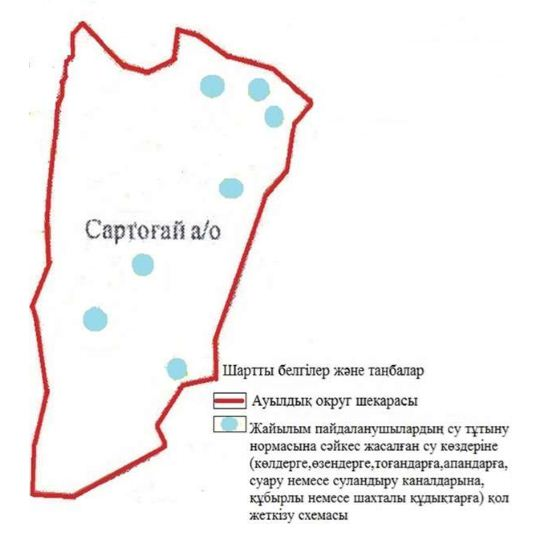 Сартоғай а/о
Шартты белгілер және таңбалар
Ауылдық округ шекарасы
Жайылым пайдаланушылардың су тұтыну
нормасына сәйкес жасалған су көздеріне
(көлдерге,өзендерге,тоғандарға,апандарға,
суару немесе суландыру каналдарына,
құбырлы немесе шахталы құдықтарға) қол
жеткізу схемасы